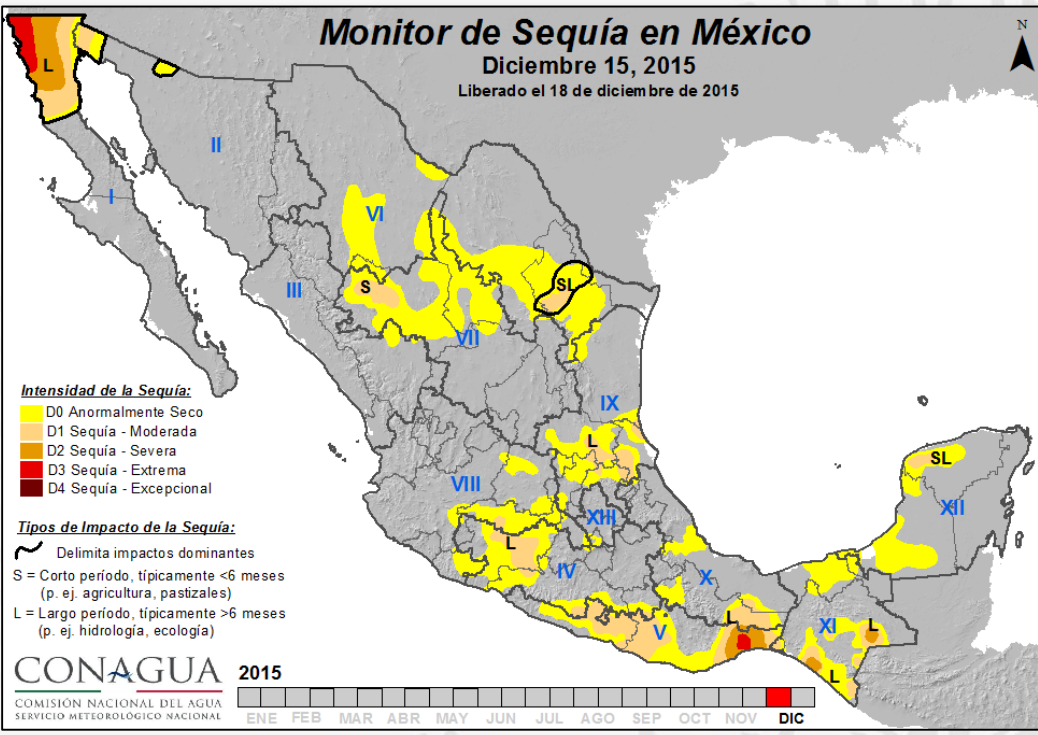 Monitor de Sequía en México
Diciembre 15, 2015
Liberado el 18 de diciembre de 2015
N
L
II
I
VI
S
III
SL
VII
IX
L
VIII
XIII
L
IV
SL
XII
X
L
V
XI
L
L
Intensidad de la Sequía:
D0 Anormalmente Seco
D1 Sequía - Moderada
D2 Sequía - Severa
D3 Sequía - Extrema
D4 Sequía - Excepcional
Tipos de Impacto de la Sequía:
Delimita impactos dominantes
S = Corto período, típicamente <6 meses
(p. ej. agricultura, pastizales)
L = Largo período, típicamente >6 meses
(p. ej. hidrología, ecología)
CONAGUA
COMISIÓN NACIONAL DEL AGUA
SERVICIO METEOROLÓGICO NACIONAL
2015
ENE FEB MAR ABR MAY JUN JUL AGO SEP OCT NOV DIC